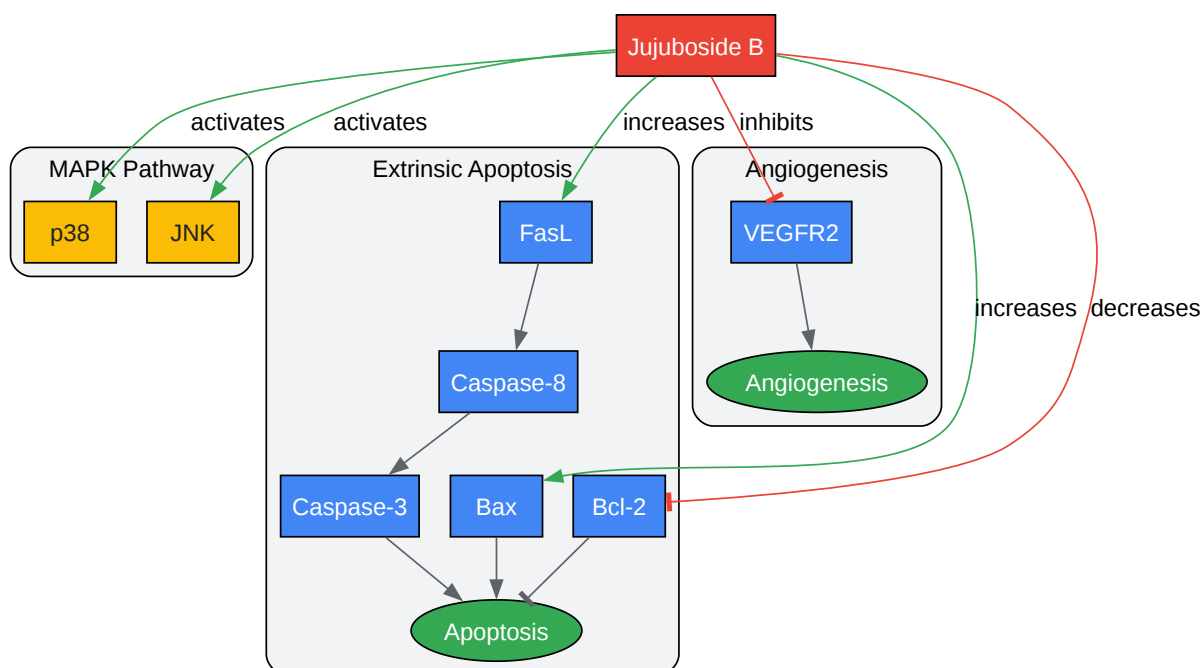 Jujuboside B
activates
activates
increases
inhibits
MAPK Pathway
Extrinsic Apoptosis
Angiogenesis
p38
JNK
FasL
VEGFR2
increases
decreases
Caspase-8
Angiogenesis
Caspase-3
Bax
Bcl-2
Apoptosis